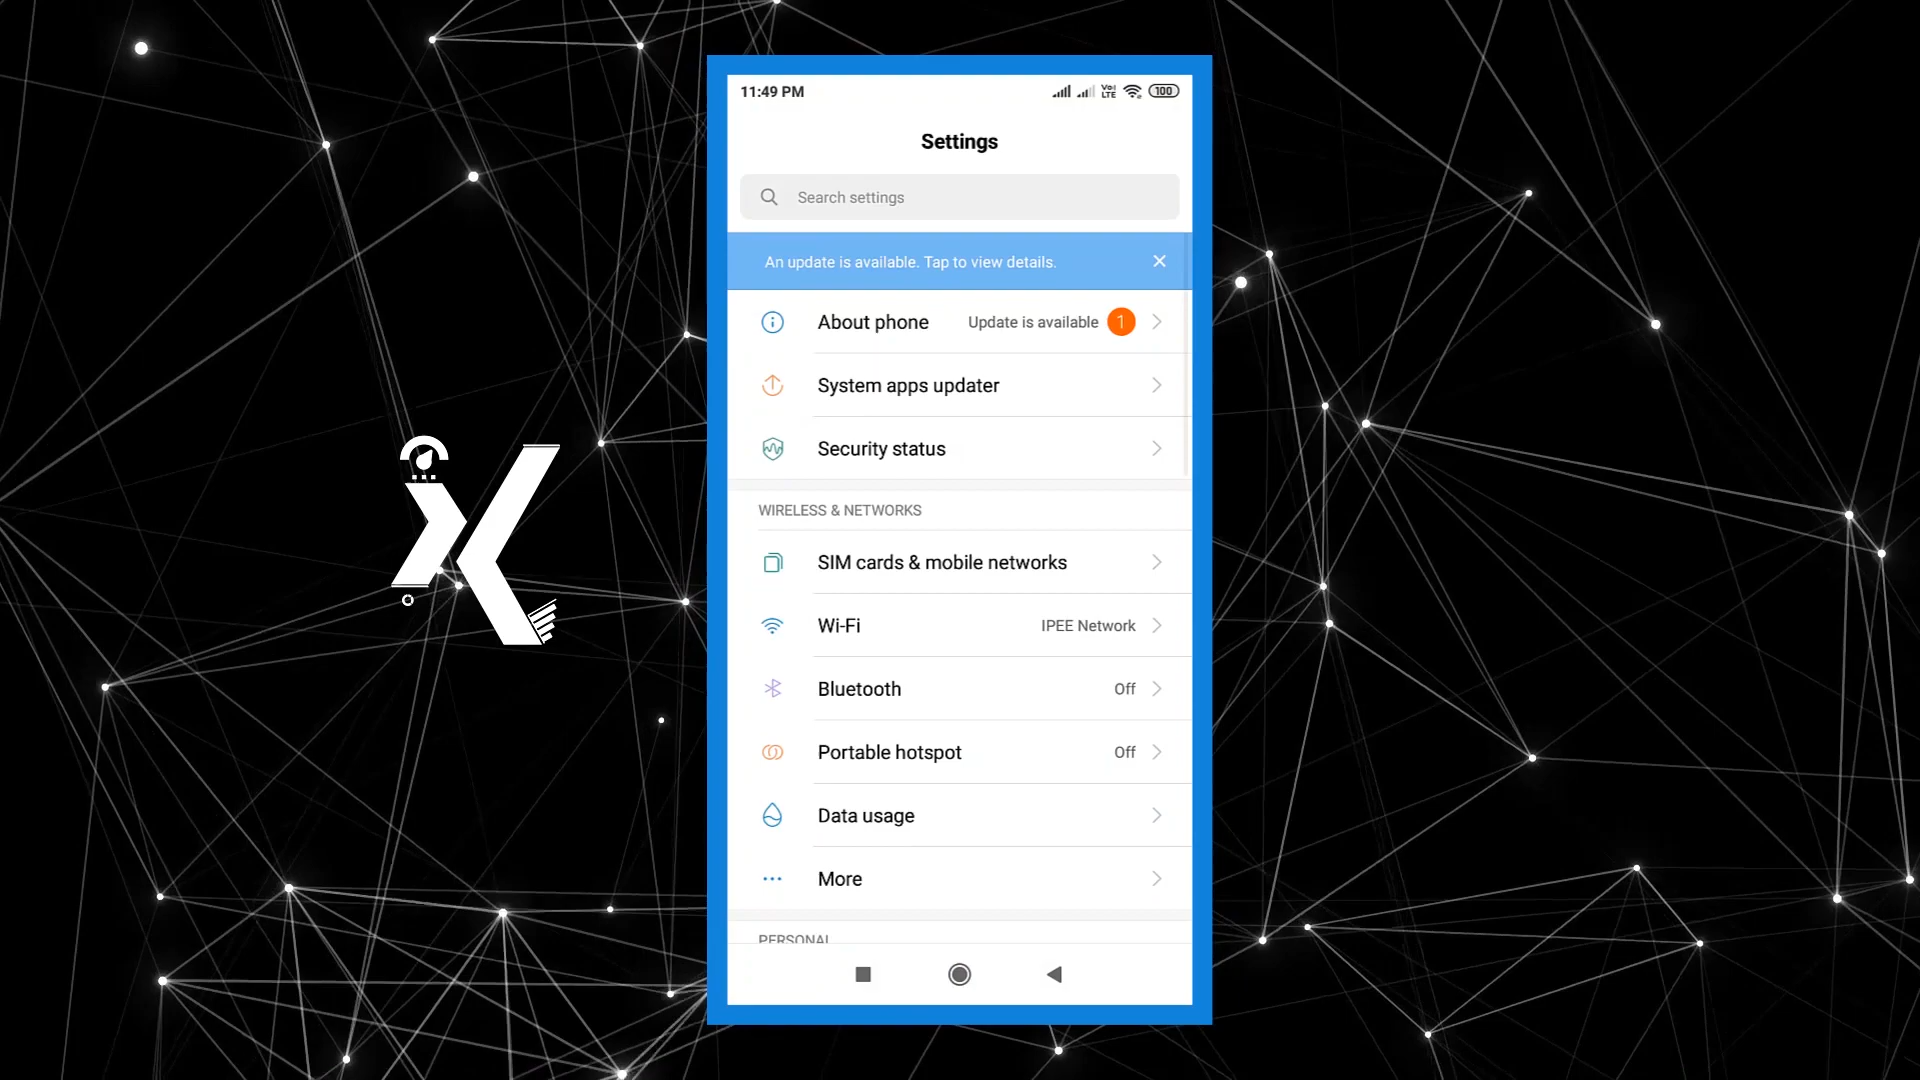 11:49 PM
Vo) LTE
100
Settings
Search settings
An update is available. Tap to view details.
About phone Update is available 1
System apps updater
Security status
WIRELESS & NETWORKS
SIM cards & mobile networks
Wi-Fi IPEE Network
Bluetooth Off
Portable hotspot Off
Data usage
More
PERSONAL